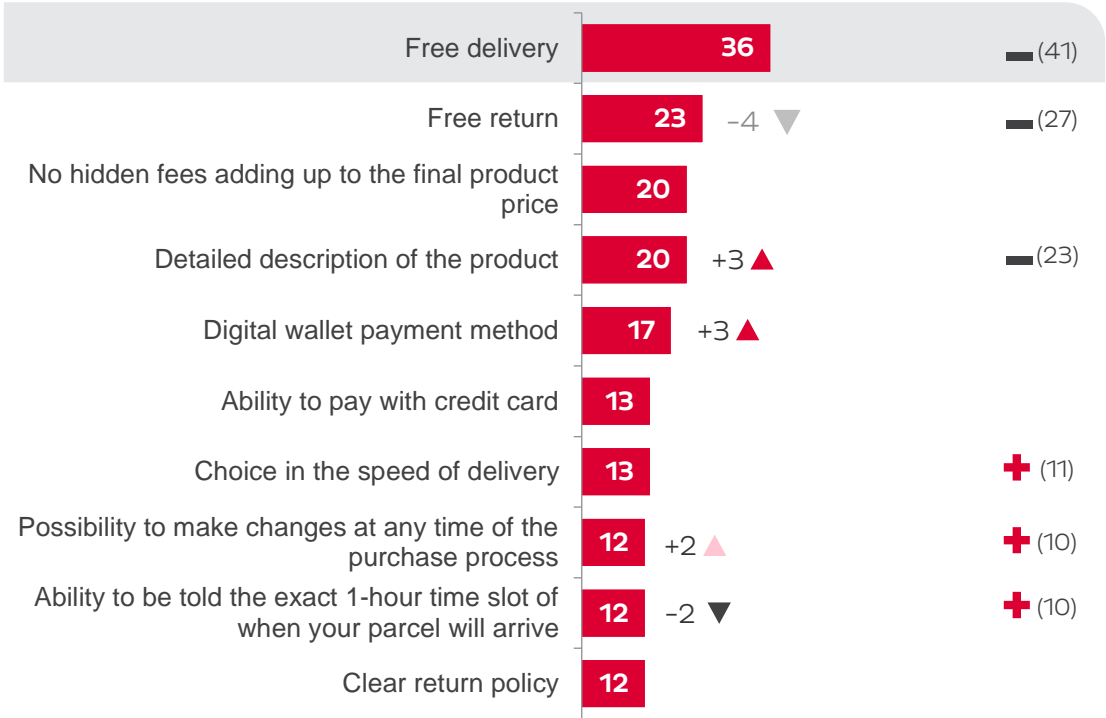 Free delivery 36 (41)
Free return 23 -4 ▼ (27)
No hidden fees adding up to the final product
price 20
Detailed description of the product 20 +3 ▲ (23)
Digital wallet payment method 17 +3 ▲
Ability to pay with credit card 13
Choice in the speed of delivery 13 + (11)
Possibility to make changes at any time of the
purchase process 12 +2 ▲ + (10)
Ability to be told the exact 1-hour time slot of
when your parcel will arrive 12 -2 ▼ + (10)
Clear return policy 12